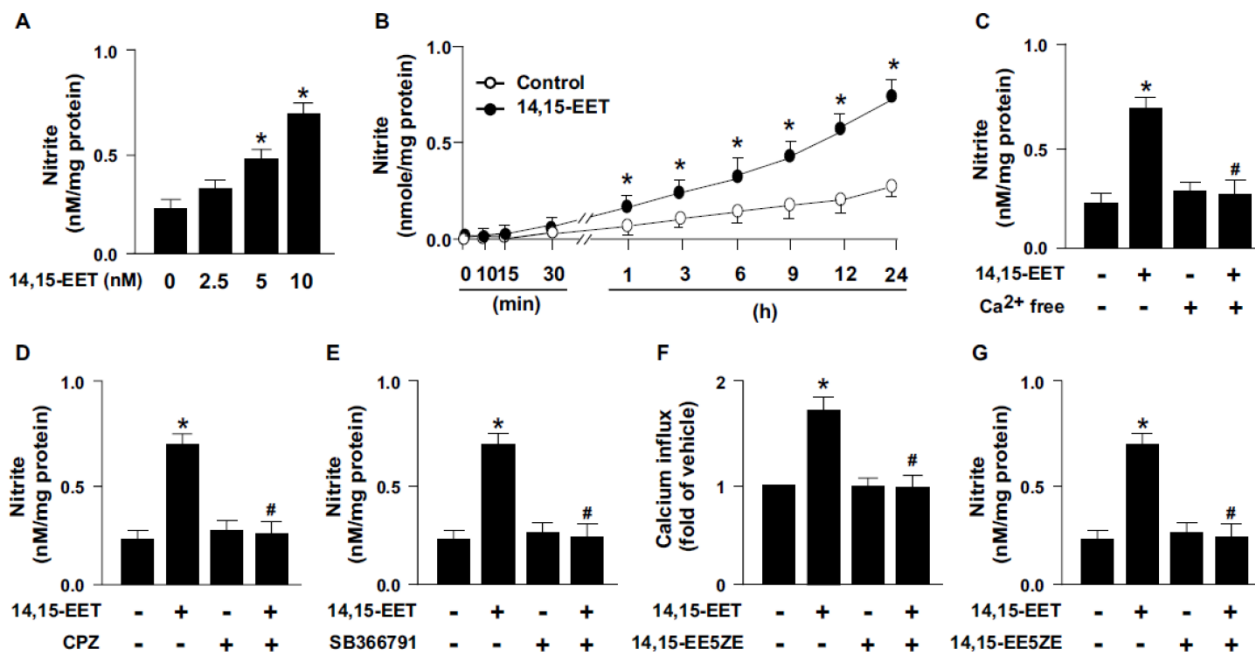 A
1.0
0.5
0.0
Nitrite
(nM/mg protein)
* *
14,15-EET (nM) 0 2.5 5 10
B
1.0
0.5
0.0
Nitrite
(nmole/mg protein)
Control
14,15-EET
* * * * * *
0 10 15 30 1 3 6 9 12 24
(min) (h)
C
1.0
0.5
0.0
Nitrite
(nM/mg protein)
* #
14,15-EET - + - +
Ca2+ free - - + +
D
1.0
0.5
0.0
Nitrite
(nM/mg protein)
* #
14,15-EET - + - +
CPZ - - + +
E
1.0
0.5
0.0
Nitrite
(nM/mg protein)
* #
14,15-EET - + - +
SB366791 - - + +
F
2
1
0
Calcium influx
(fold of vehicle)
* #
14,15-EET - + - +
14,15-EE5ZE - - + +
G
1.0
0.5
0.0
Nitrite
(nM/mg protein)
* #
14,15-EET - + - +
14,15-EE5ZE - - + +